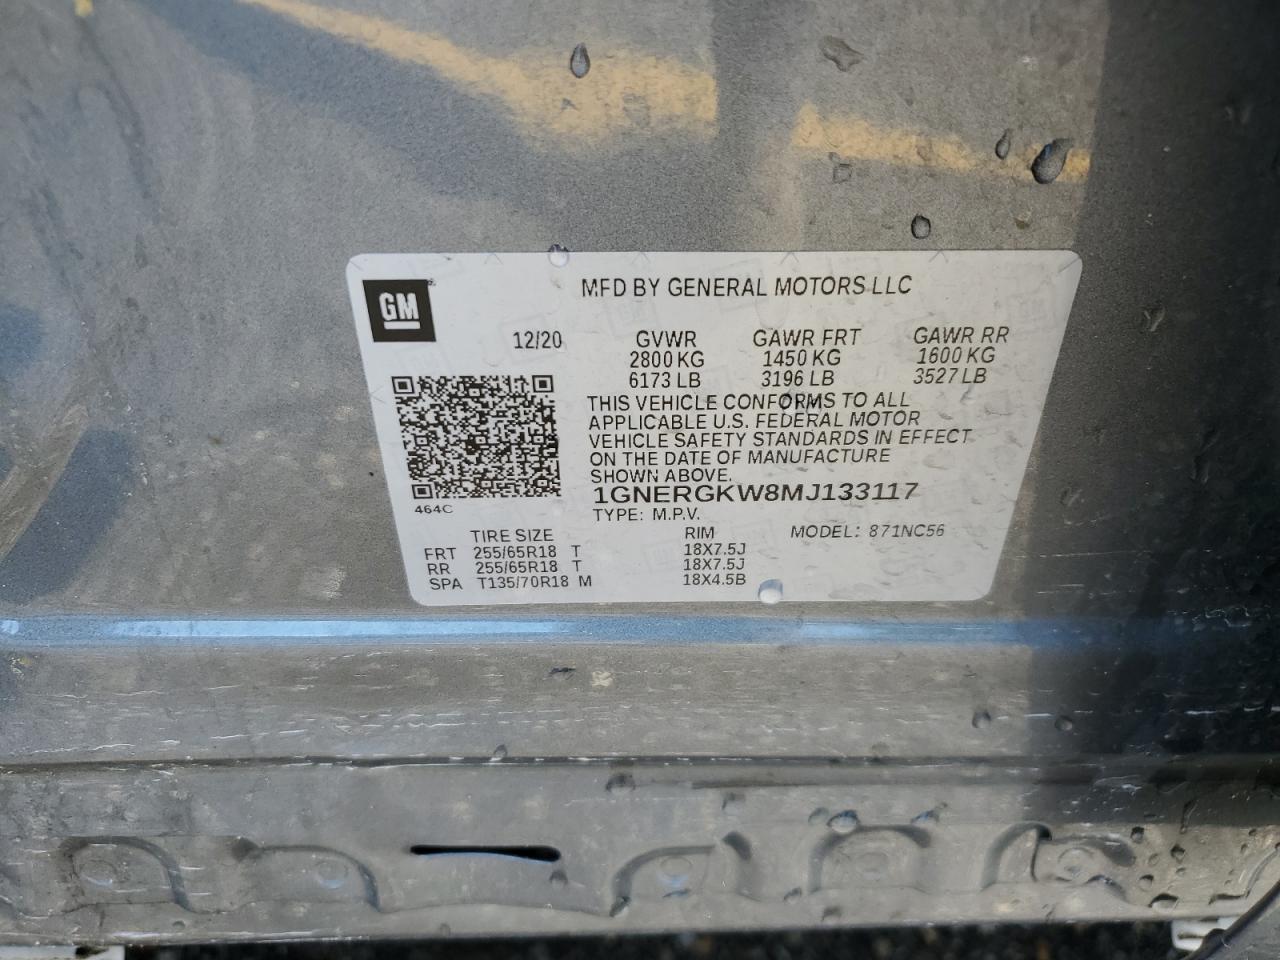 GM
MFD BY GENERAL MOTORS LLC
12/20 GVWR GAWR FRT GAWR RR
2800 KG 1450 KG 1600 KG
6173 LB 3196 LB 3527 LB
THIS VEHICLE CONFORMS TO ALL
APPLICABLE U.S. FEDERAL MOTOR
VEHICLE SAFETY STANDARDS IN EFFECT
ON THE DATE OF MANUFACTURE
SHOWN ABOVE.
1GNERGKW8MJ133117
464C
TYPE: M.P.V.
TIRE SIZE RIM MODEL: 871NC56
FRT 255/65R18 T 18X7.5J
RR 255/65R18 T 18X7.5J
SPA T135/70R18 M 18X4.5B